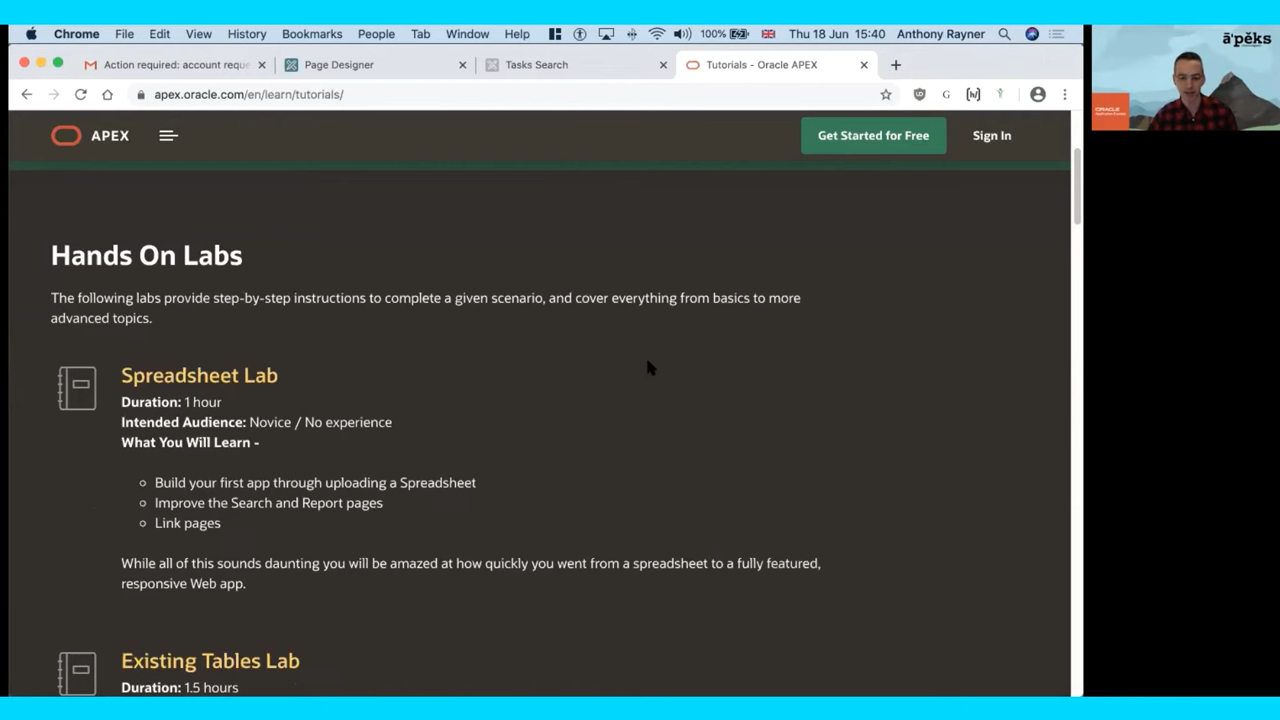 Chrome File Edit View History Bookmarks People Tab Window Help 100% Thu 18 Jun 15:40 Anthony Rayner
Action required: account reque
Page Designer
Tasks Search
Tutorials - Oracle APEX
apex.oracle.com/en/learn/tutorials/
āˈpĕks
ORACLE
APEX
Get Started for Free
Sign In
Hands On Labs
The following labs provide step-by-step instructions to complete a given scenario, and cover everything from basics to more
advanced topics.
Spreadsheet Lab
Duration: 1 hour
Intended Audience: Novice / No experience
What You Will Learn -
Build your first app through uploading a Spreadsheet
Improve the Search and Report pages
Link pages
While all of this sounds daunting you will be amazed at how quickly you went from a spreadsheet to a fully featured,
responsive Web app.
Existing Tables Lab
Duration: 1.5 hours